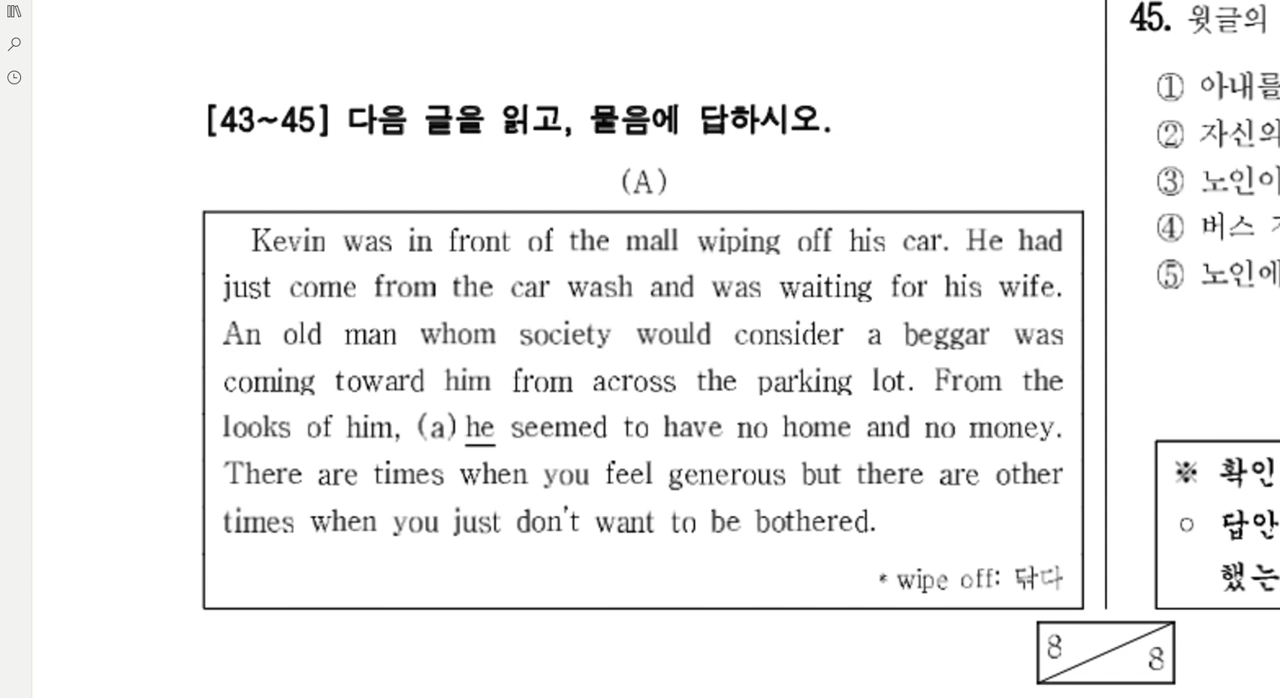 [43~45] 다음 글을 읽고, 물음에 답하시오.
(A)
Kevin was in front of the mall wiping off his car. He had
just come from the car wash and was waiting for his wife.
An old man whom society would consider a beggar was
coming toward him from across the parking lot. From the
looks of him, (a) he seemed to have no home and no money.
There are times when you feel generous but there are other
times when you just don't want to be bothered.
* wipe off: 닦다
8
8
45. 윗글의
① 아내를
② 자신의
③ 노인이
④ 버스
⑤ 노인에
※ 확인
○ 답안
했는